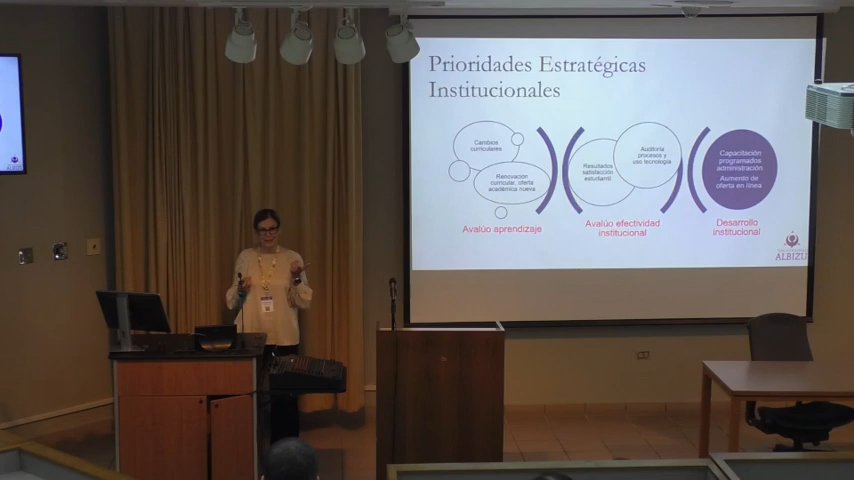 Prioridades Estratégicas
Institucionales
Cambios
curriculares
Renovación
curricular, oferta
académica nueva
Avalúo aprendizaje
Resultados
satisfacción
estudiantil
Auditoría
procesos y
uso tecnología
Avalúo efectividad
institucional
Capacitación
programados
administración
Aumento de
oferta en línea
Desarrollo
institucional
ALBIZU